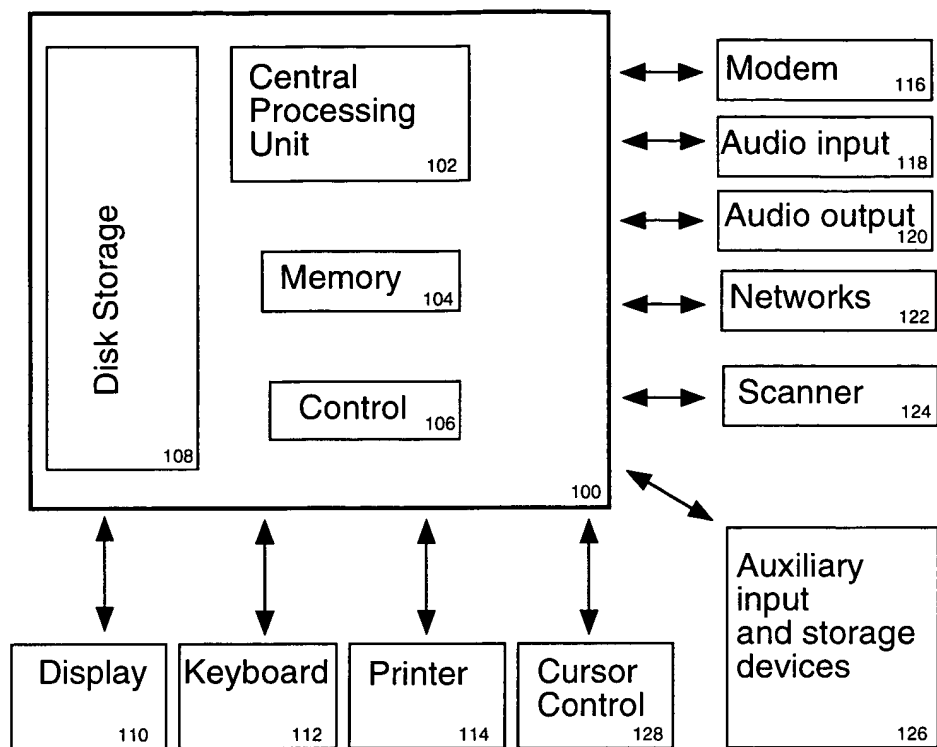 Disk Storage
108
Central
Processing
Unit
102
Memory
104
Control
106
100
Modem
116
Audio input
118
Audio output
120
Networks
122
Scanner
124
Auxiliary
input
and storage
devices
126
Display
110
Keyboard
112
Printer
114
Cursor
Control
128